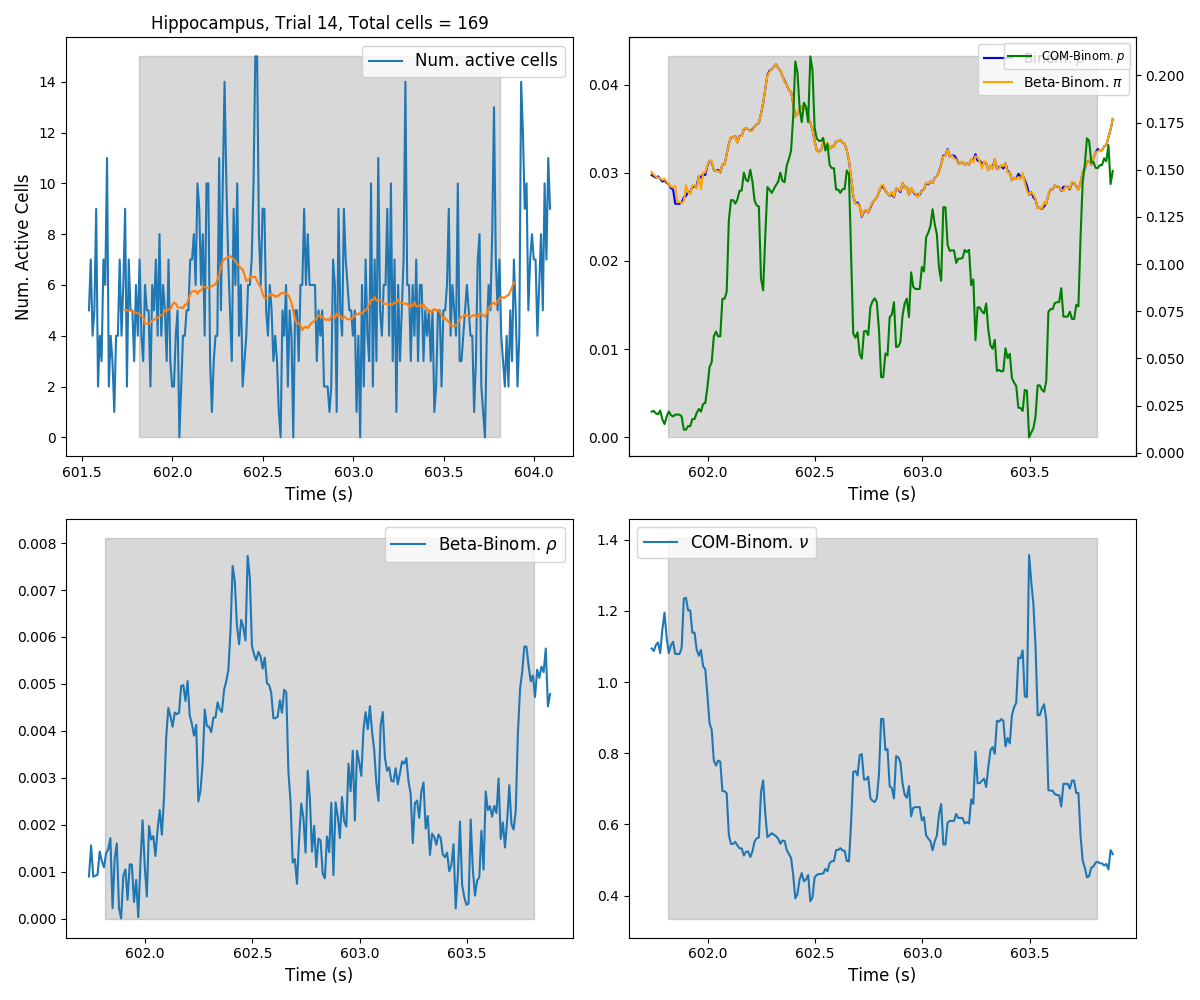 Hippocampus, Trial 14, Total cells = 169
Num. Active Cells
14
12
10
8
6
4
2
0
Num. active cells
601.5 602.0 602.5 603.0 603.5 604.0
Time (s)
0.04
0.03
0.02
0.01
0.00
COM-Binom. p
Beta-Binom. π
0.200
0.175
0.150
0.125
0.100
0.075
0.050
0.025
0.000
602.0 602.5 603.0 603.5
Time (s)
0.008
0.007
0.006
0.005
0.004
0.003
0.002
0.001
0.000
Beta-Binom. ρ
602.0 602.5 603.0 603.5
Time (s)
1.4
1.2
1.0
0.8
0.6
0.4
COM-Binom. ν
602.0 602.5 603.0 603.5
Time (s)